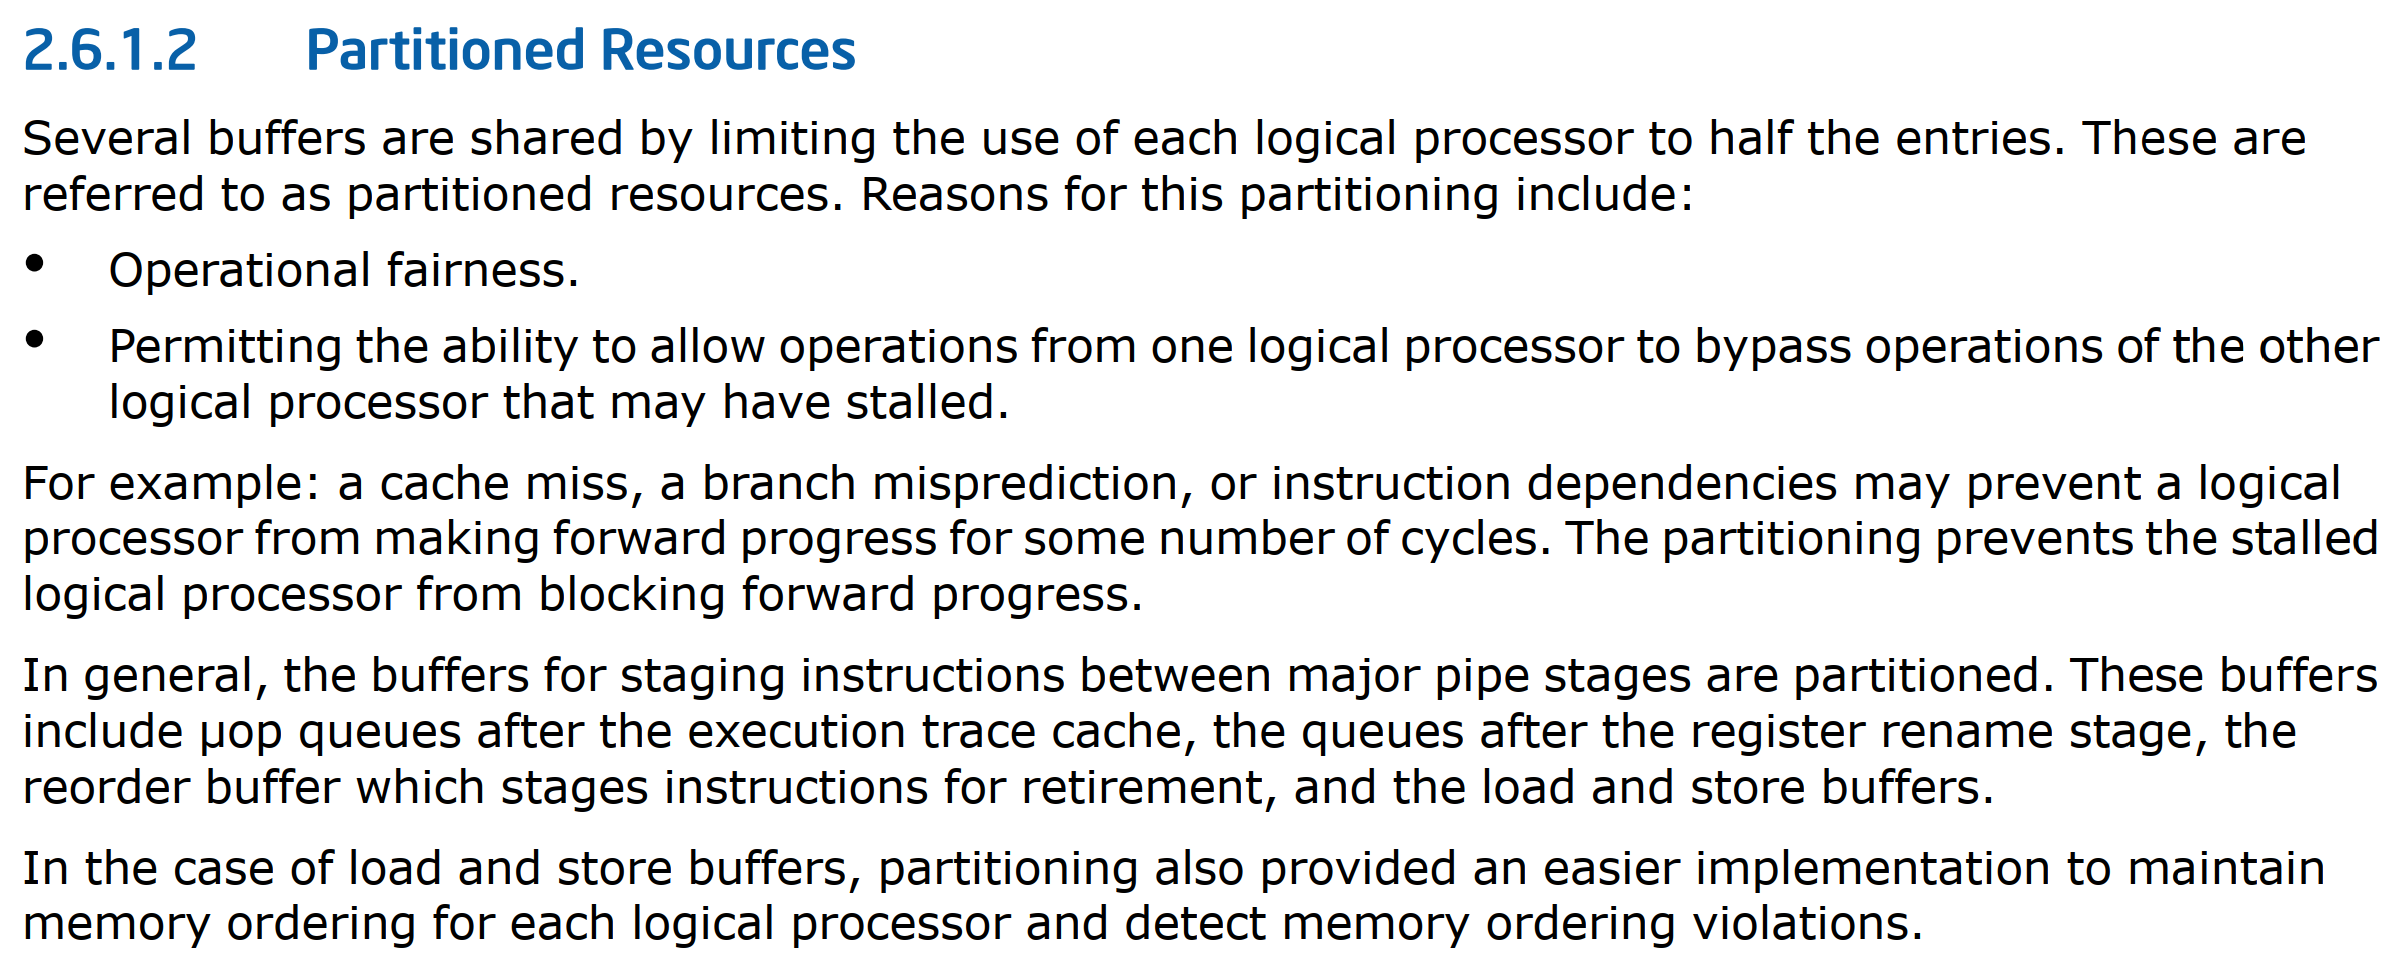 2.6.1.2 Partitioned Resources
Several buffers are shared by limiting the use of each logical processor to half the entries. These are
referred to as partitioned resources. Reasons for this partitioning include:
• Operational fairness.
• Permitting the ability to allow operations from one logical processor to bypass operations of the other
logical processor that may have stalled.
For example: a cache miss, a branch misprediction, or instruction dependencies may prevent a logical
processor from making forward progress for some number of cycles. The partitioning prevents the stalled
logical processor from blocking forward progress.
In general, the buffers for staging instructions between major pipe stages are partitioned. These buffers
include µop queues after the execution trace cache, the queues after the register rename stage, the
reorder buffer which stages instructions for retirement, and the load and store buffers.
In the case of load and store buffers, partitioning also provided an easier implementation to maintain
memory ordering for each logical processor and detect memory ordering violations.